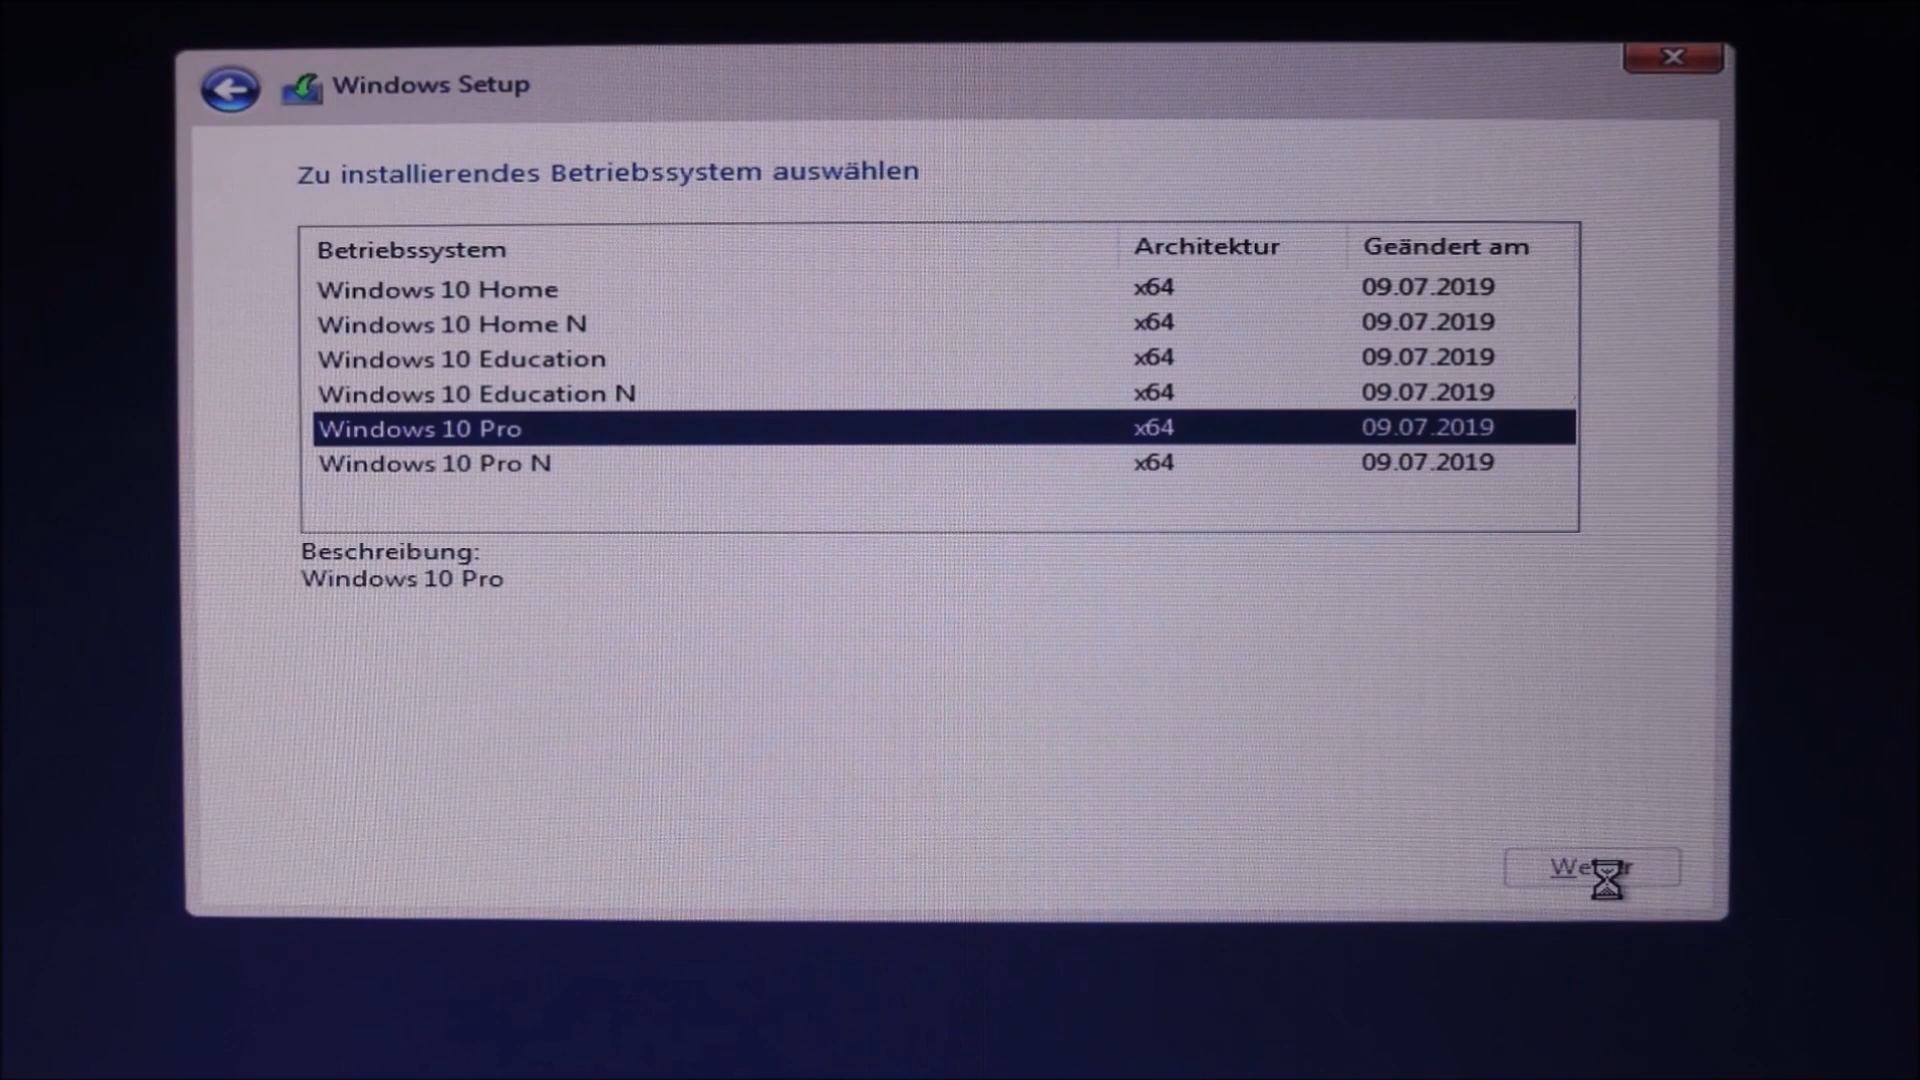 Windows Setup
Zu installierendes Betriebssystem auswählen
Betriebssystem Architektur Geändert am
Windows 10 Home x64 09.07.2019
Windows 10 Home N x64 09.07.2019
Windows 10 Education x64 09.07.2019
Windows 10 Education N x64 09.07.2019
Windows 10 Pro x64 09.07.2019
Windows 10 Pro N x64 09.07.2019
Beschreibung:
Windows 10 Pro
Weiter